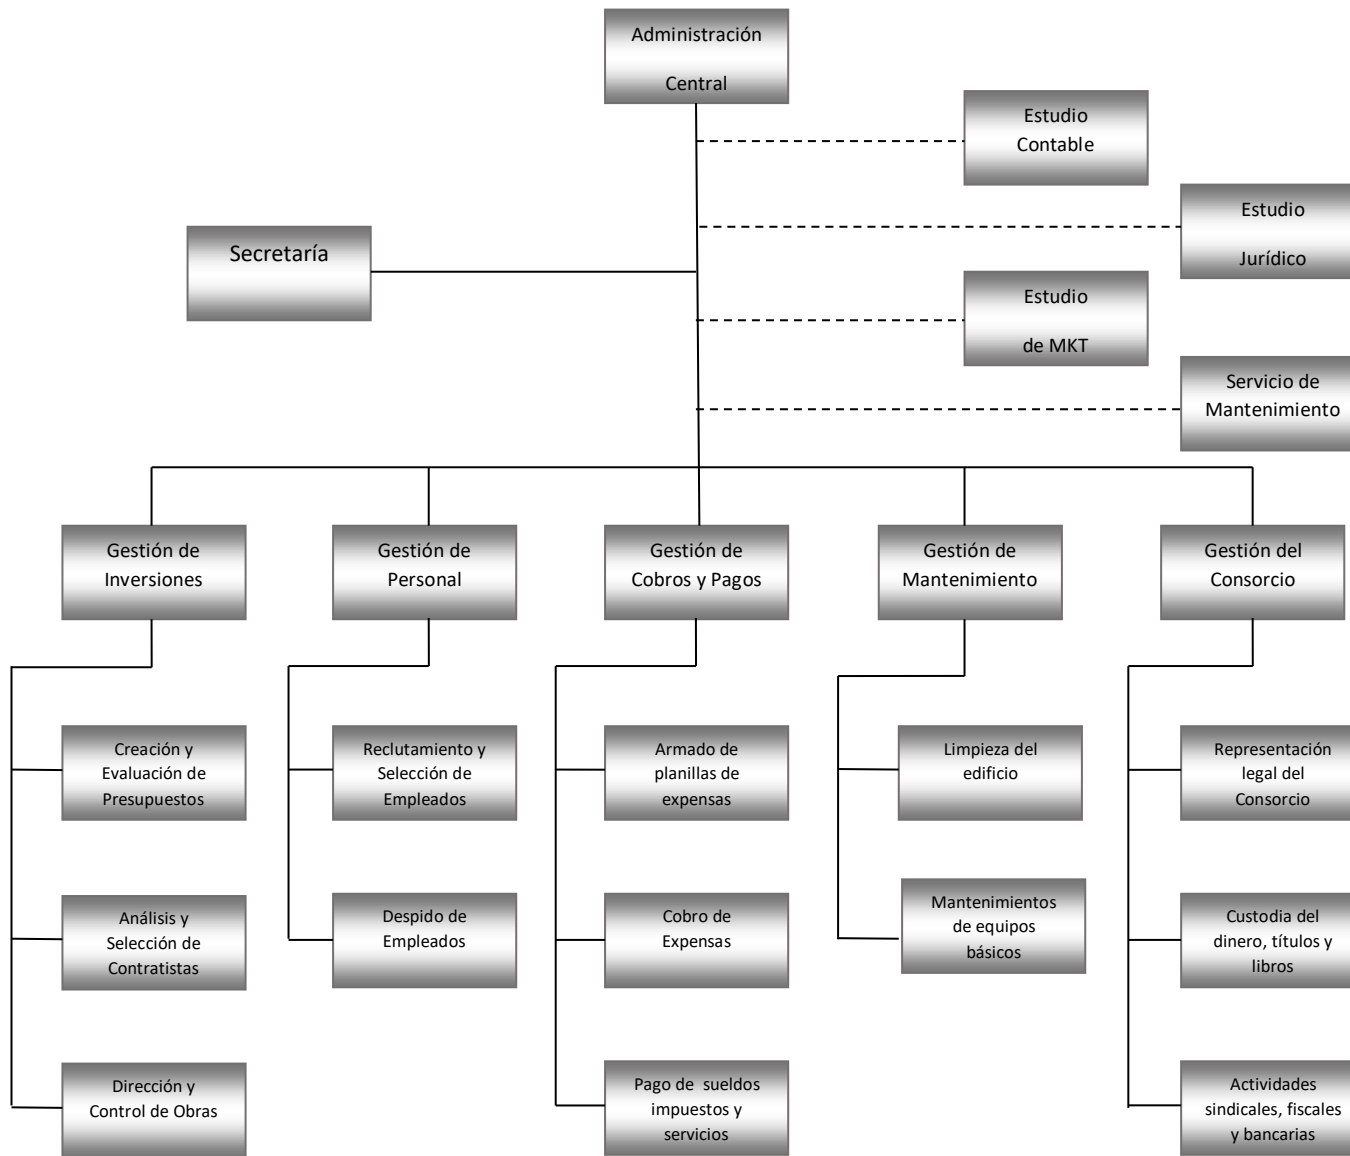 Administración
Central
Estudio
Contable
Estudio
Jurídico
Secretaría
Estudio
de MKT
Servicio de
Mantenimiento
Gestión de
Inversiones
Gestión de
Personal
Gestión de
Cobros y Pagos
Gestión de
Mantenimiento
Gestión del
Consorcio
Creación y
Evaluación de
Presupuestos
Reclutamiento y
Selección de
Empleados
Armado de
planillas de
expensas
Limpieza del
edificio
Representación
legal del
Consorcio
Análisis y
Selección de
Contratistas
Despido de
Empleados
Cobro de
Expensas
Mantenimientos
de equipos
básicos
Custodia del
dinero, títulos y
libros
Dirección y
Control de Obras
Pago de  sueldos
impuestos y
servicios
Actividades
sindicales, fiscales
y bancarias